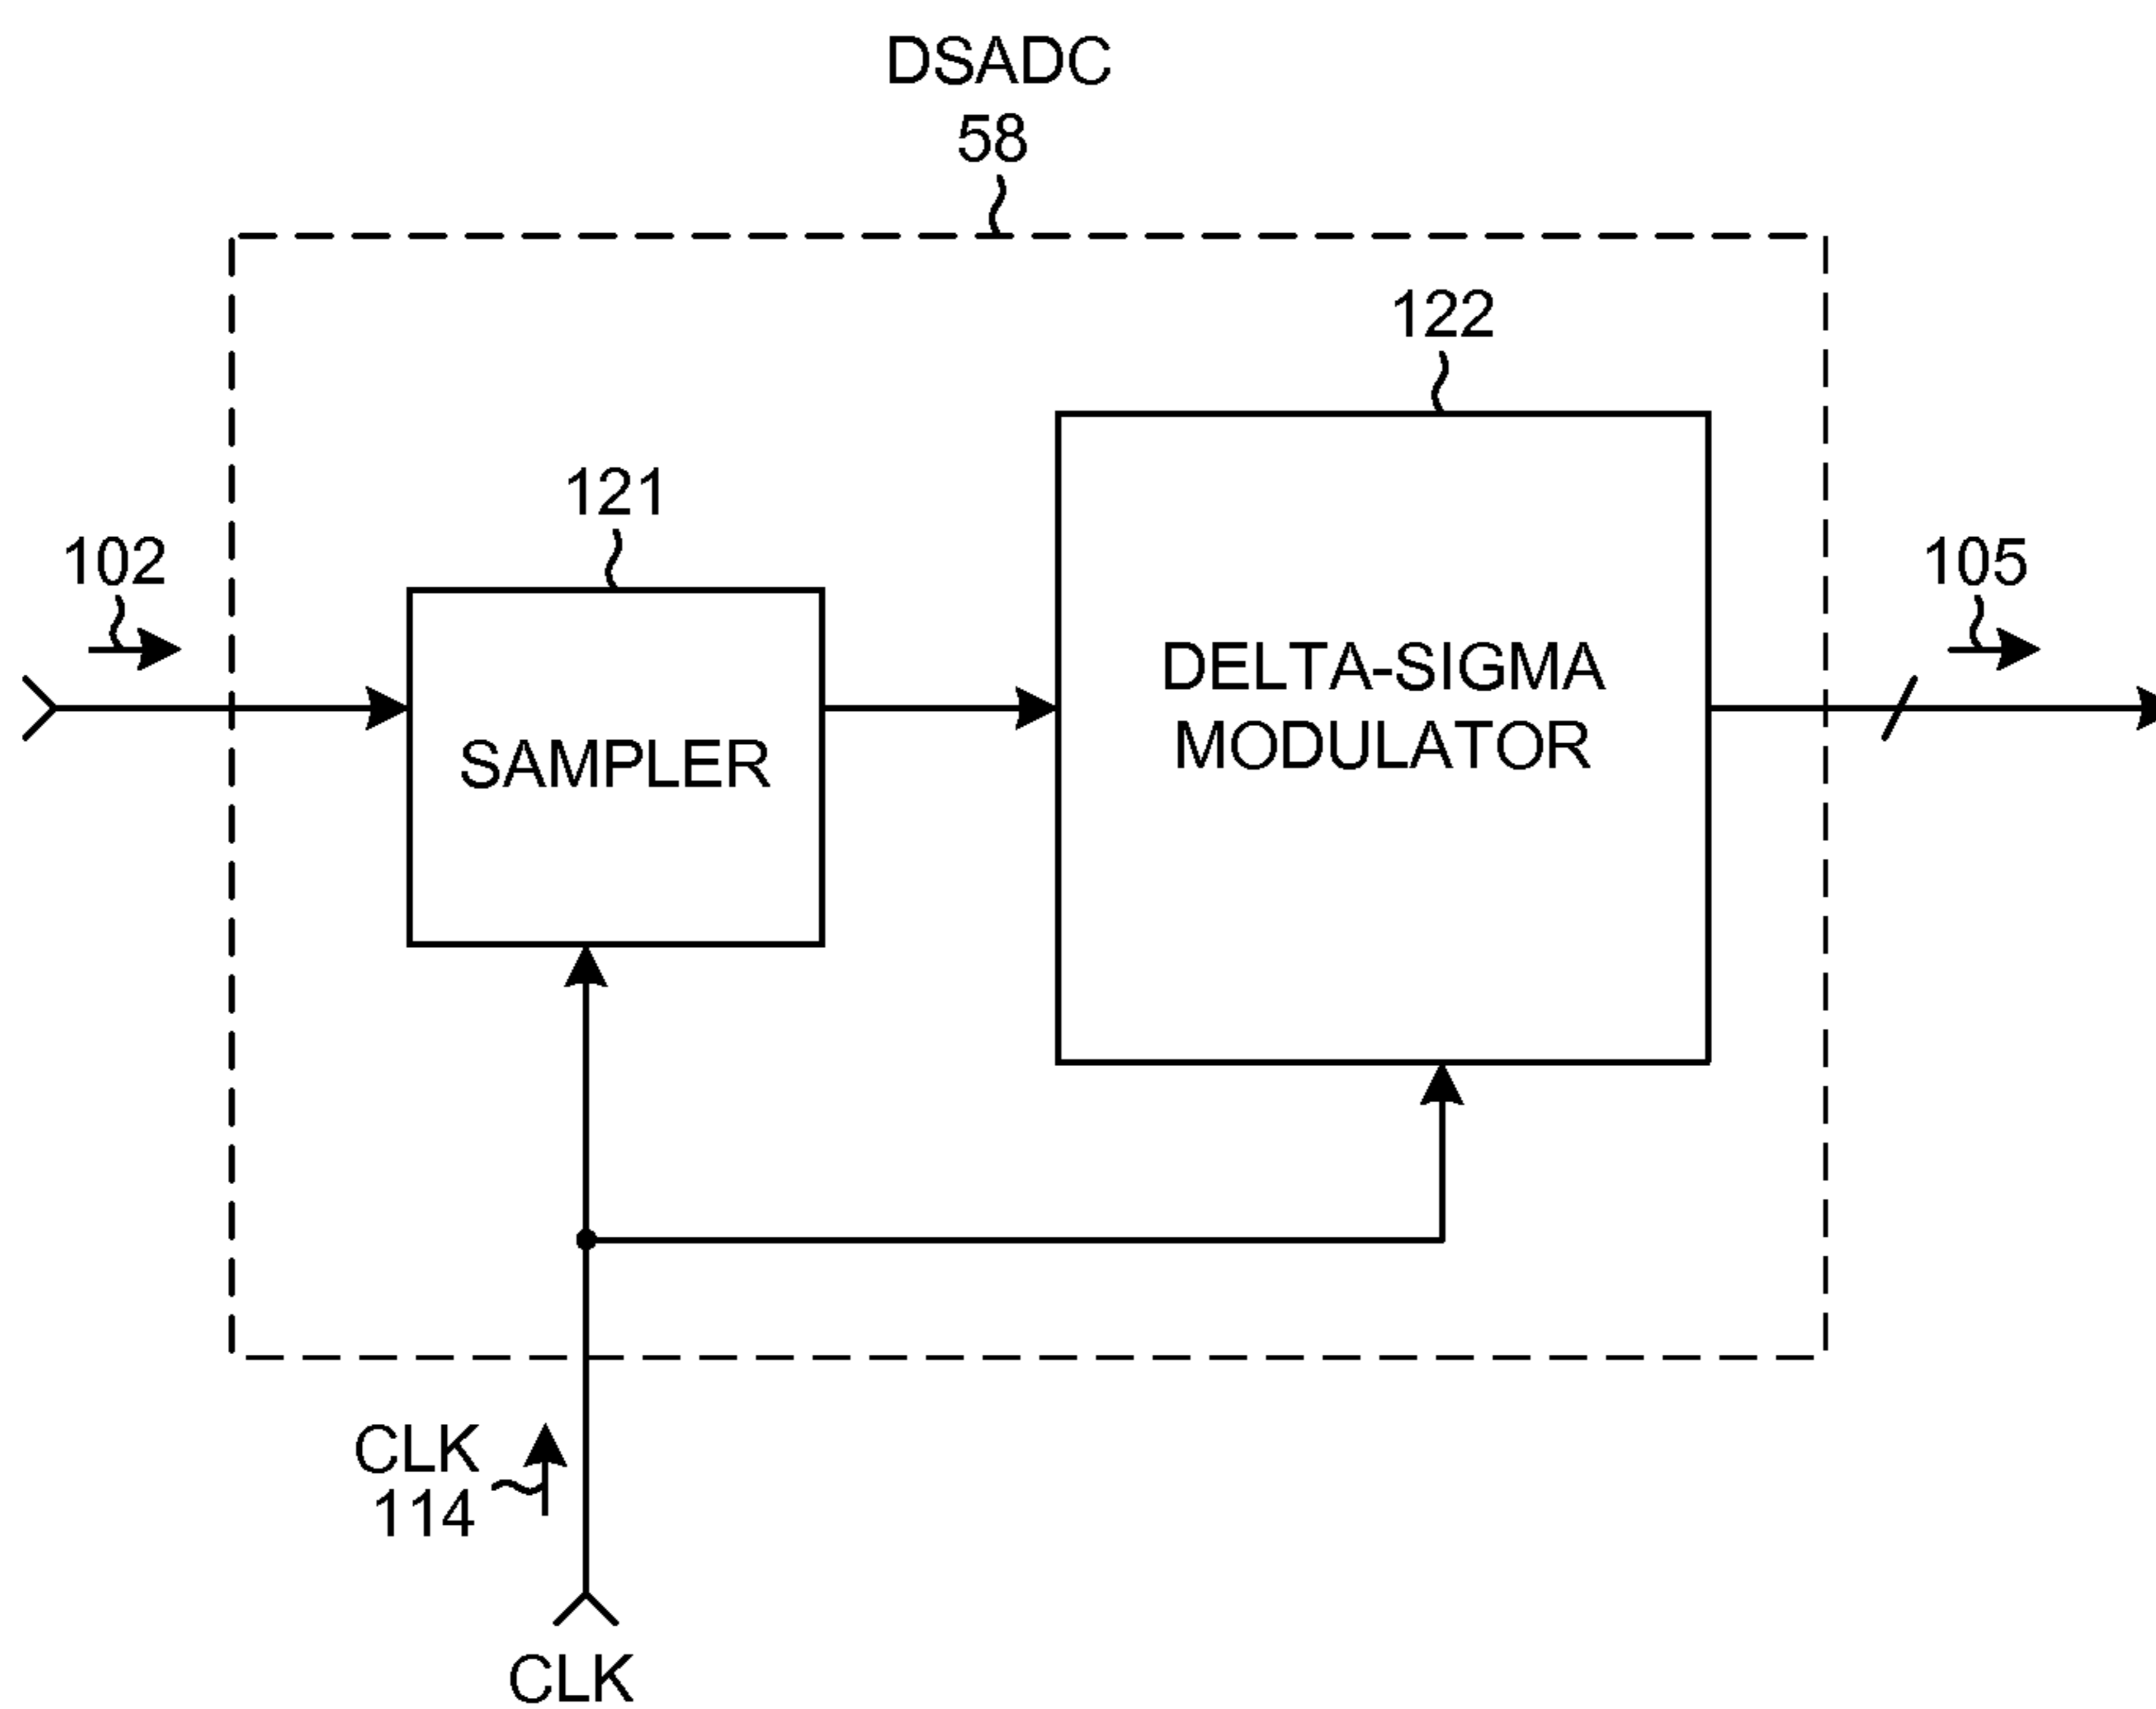 DSADC
58
122
121
102
105
DELTA-SIGMA
MODULATOR
SAMPLER
CLK
114
CLK